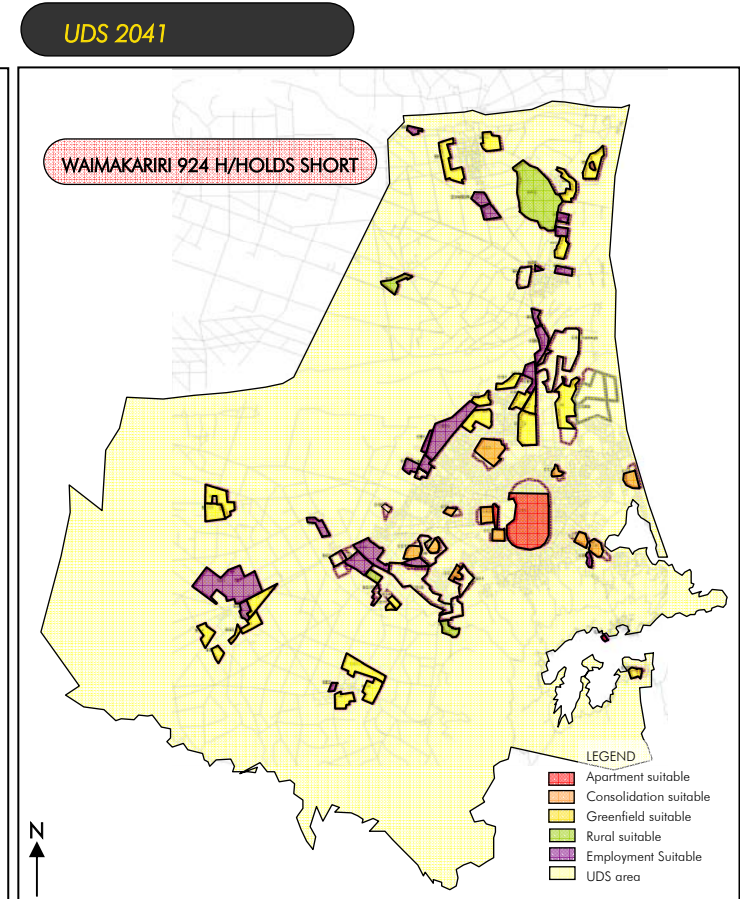 UDS 2041
WAIMAKARIRI 924 H/HOLDS SHORT
LEGEND
Apartment suitable
Consolidation suitable
Greenfield suitable
Rural suitable
Employment Suitable
UDS area
N